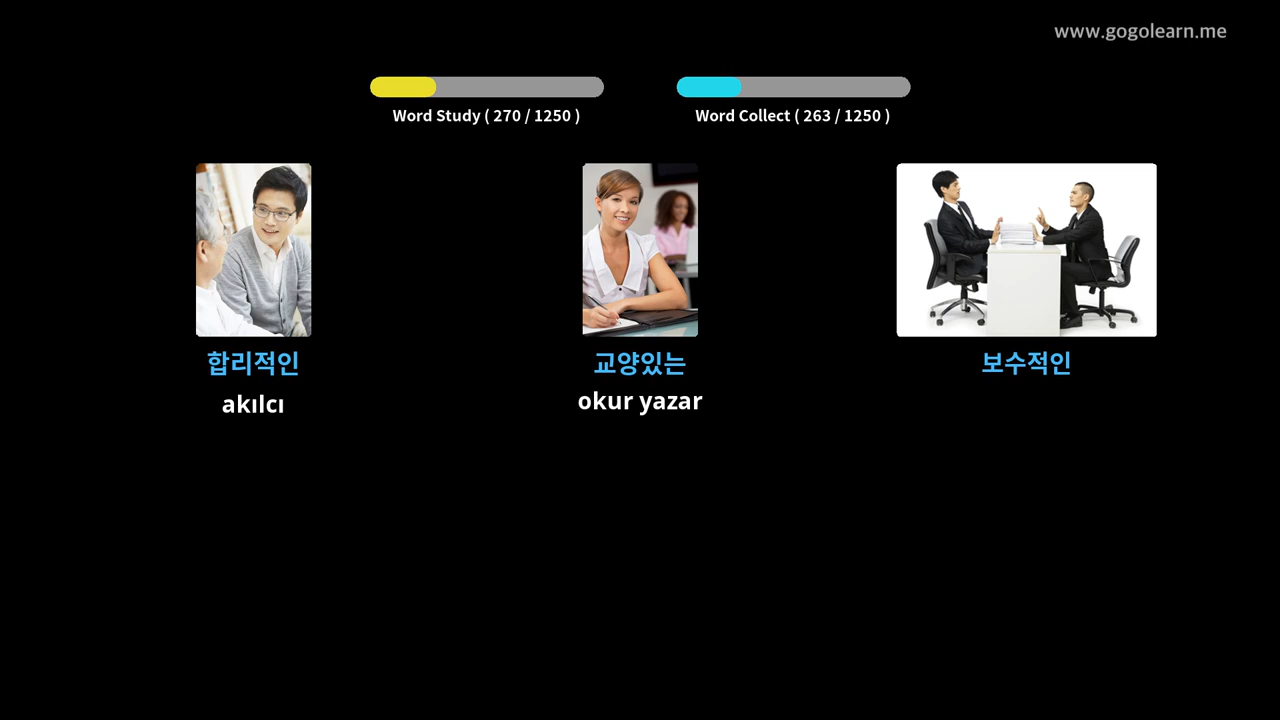 www.gogolearn.me
Word Study ( 270 / 1250 )
Word Collect ( 263 / 1250 )
합리적인
교양있는
보수적인
akılcı
okur yazar